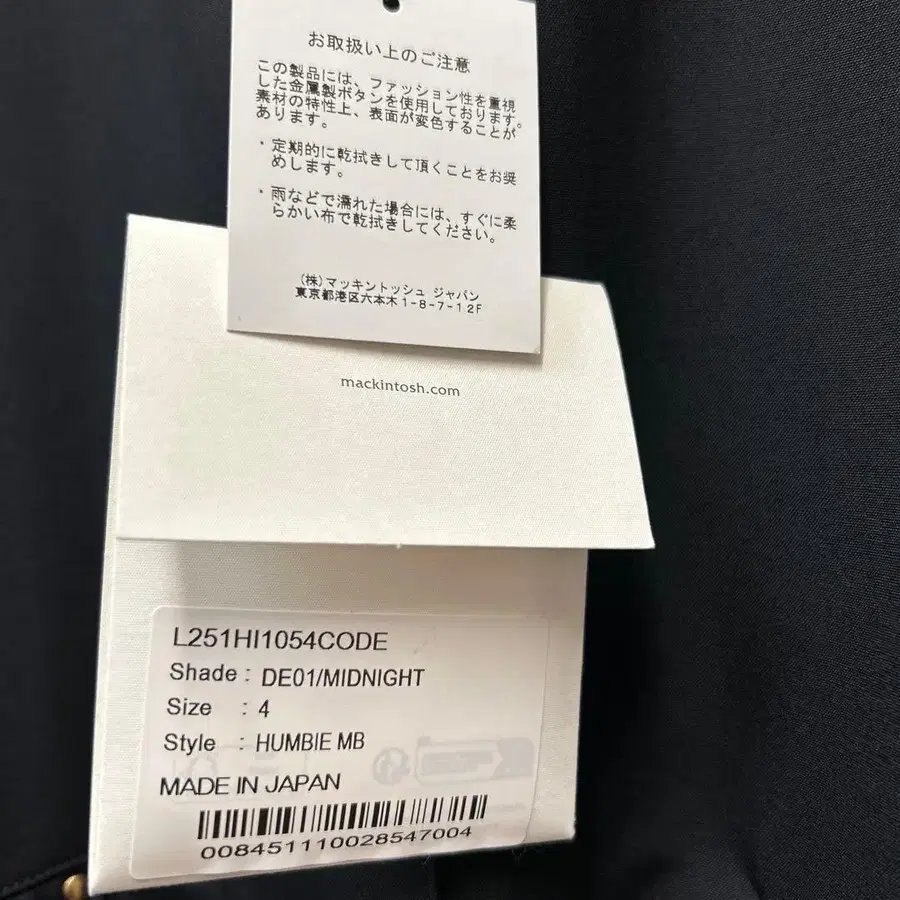 お取扱い上のご注意
この製品には、ファッション性を重視
した金属製ボタンを使用しております。
素材の特性上、表面が変色することが
あります。
・定期的に乾拭きして頂くことをお奨
めします。
・雨などで濡れた場合には、すぐに柔
らかい布で乾拭きしてください。
(株)マッキントッシュ ジャパン
東京都港区六本木1-8-7-12F
mackintosh.com
L251HI1054CODE
Shade : DE01/MIDNIGHT
Size : 4
Style : HUMBIE MB
MADE IN JAPAN
008451110028547004